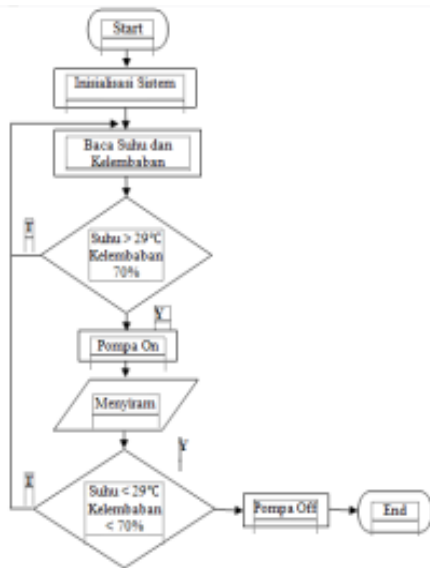 Start
Inisialisasi Sistem
Baca Suhu dan
Kelembaban
T
Suhu > 29°C
Kelembaban
70%
Y
Pompa On
Menyiram
Y
Suhu < 29°C
Kelembaban
< 70%
Pompa Off
End